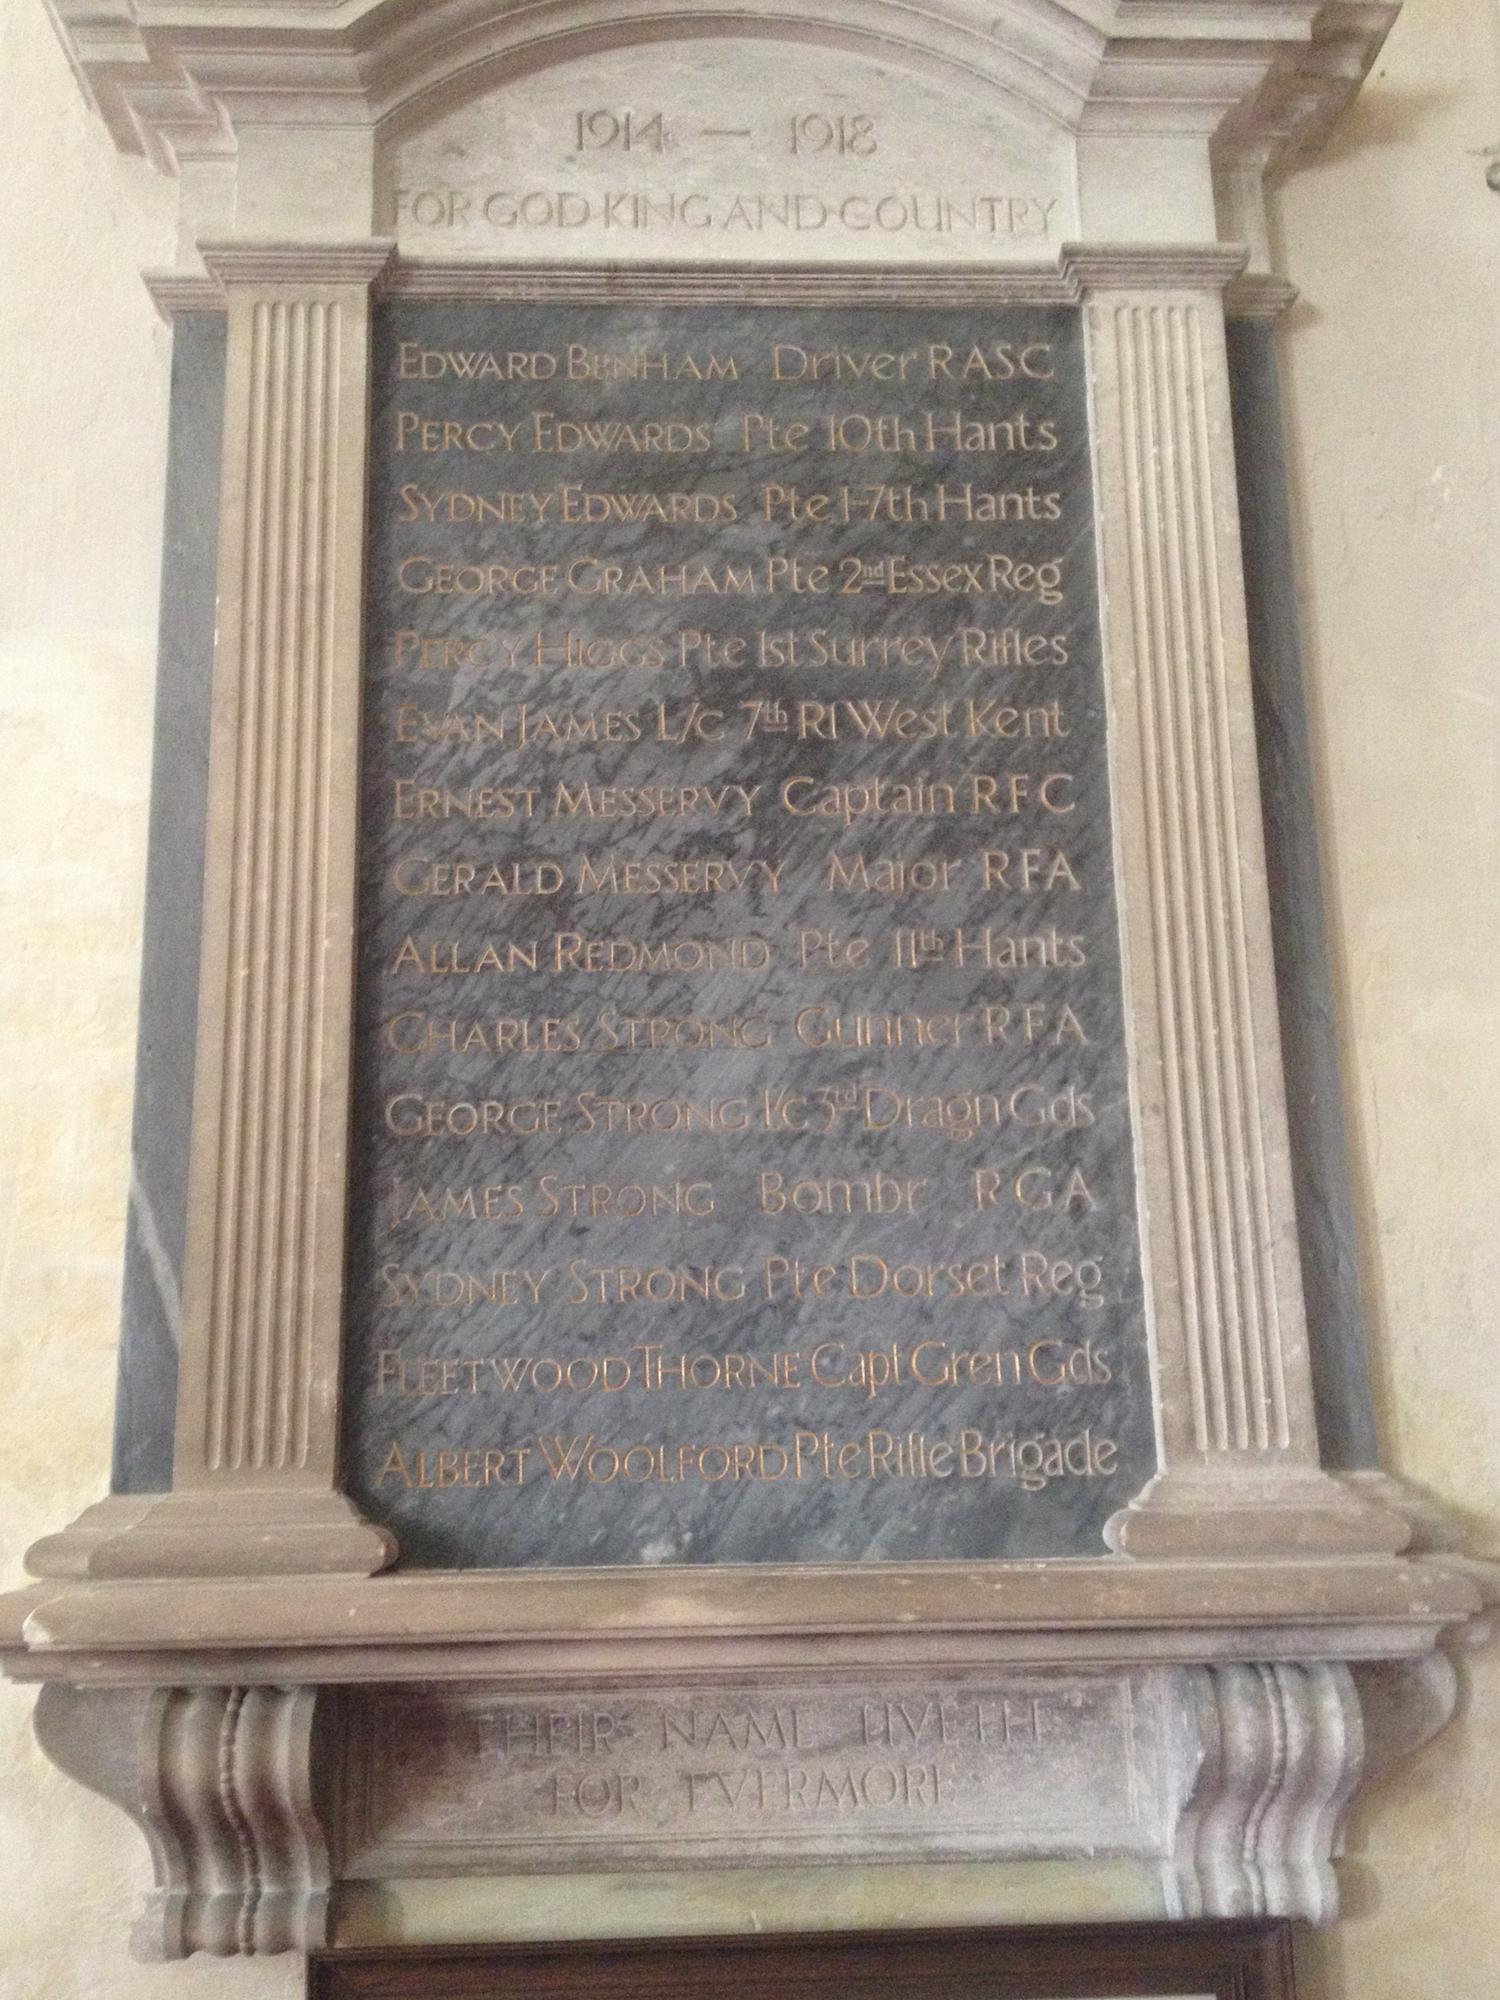 1914 — 1918
FOR GOD KING AND COUNTRY
EDWARD BENHAM Driver RASC
PERCY EDWARDS Pte 10th Hants
SYDNEY EDWARDS Pte 1-7th Hants
GEORGE GRAHAM Pte 2nd Essex Reg
PERCY HIGGS Pte 1st Surrey Rifles
EVAN JAMES L/c 7th Rl West Kent
ERNEST MESSERVY Captain RFC
GERALD MESSERVY Major RFA
ALLAN REDMOND Pte 11th Hants
CHARLES STRONG Gunner RFA
GEORGE STRONG L/c 3rd Dragn Gds
JAMES STRONG Bombr RGA
SYDNEY STRONG Pte Dorset Reg
FLEETWOOD THORNE Capt Gren Gds
ALBERT WOOLFORD Pte Rifle Brigade
THEIR NAME LIVETH
FOR EVERMORE